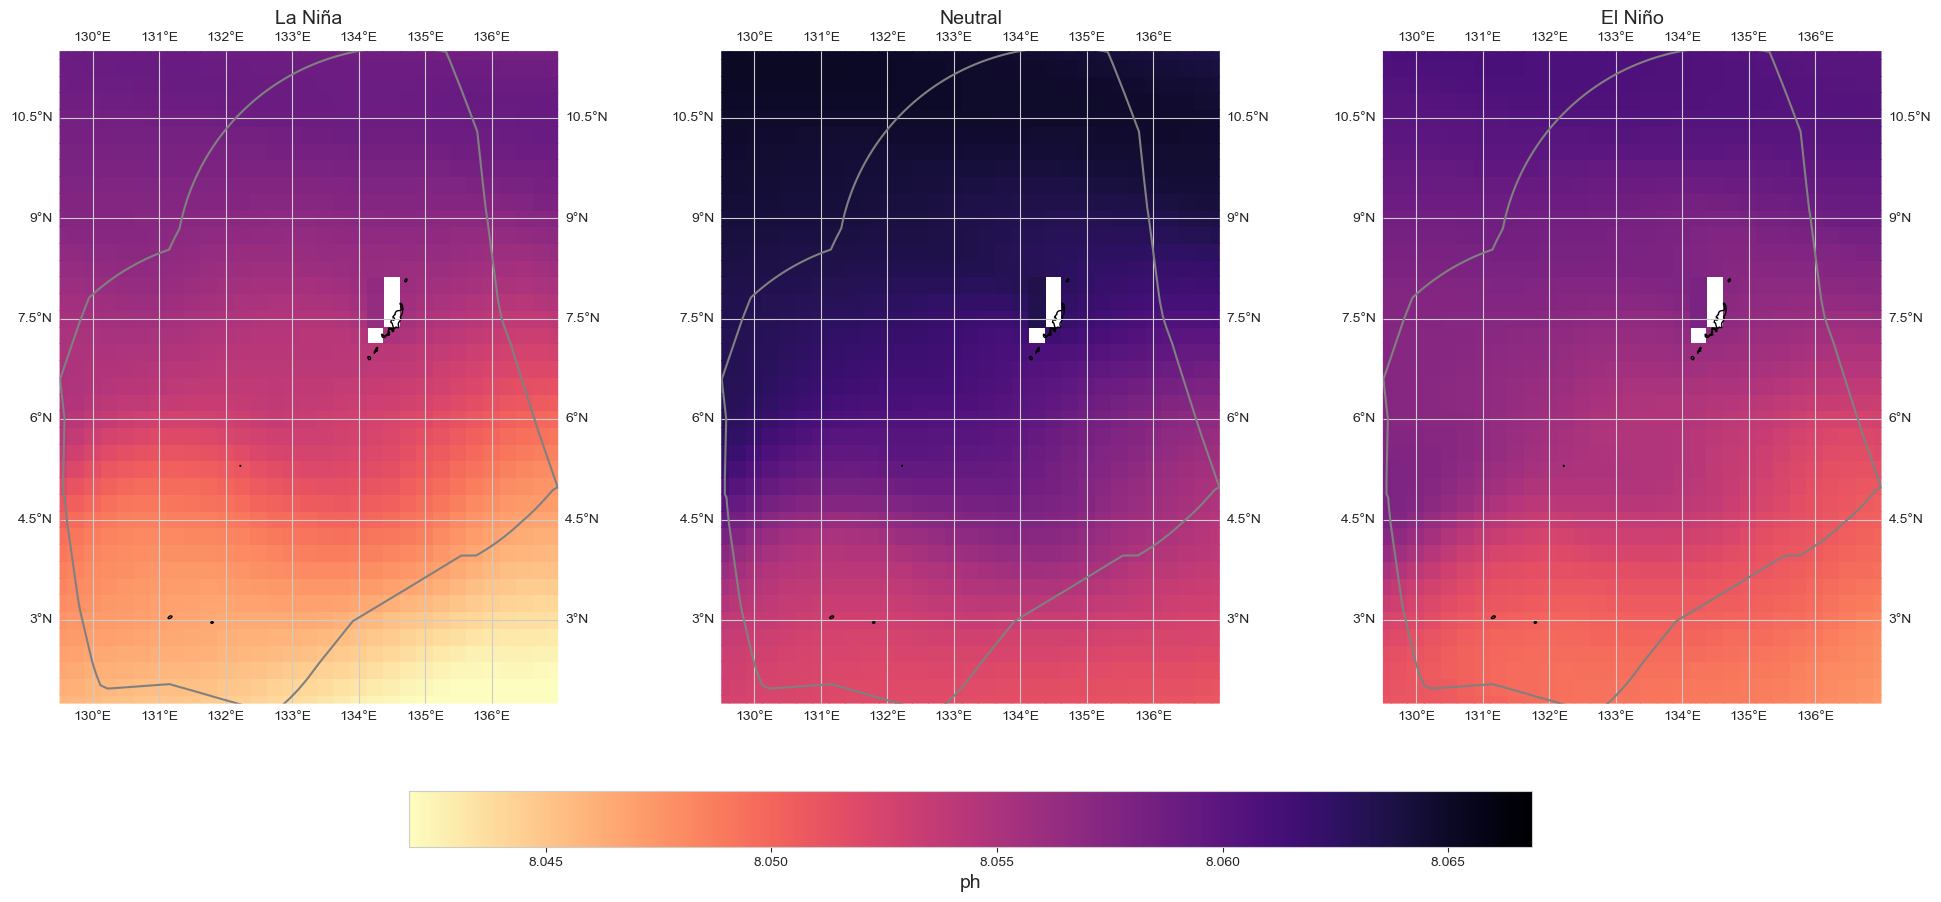 La Niña Neutral El Niño
130°E 131°E 132°E 133°E 134°E 135°E 136°E 130°E 131°E 132°E 133°E 134°E 135°E 136°E 130°E 131°E 132°E 133°E 134°E 135°E 136°E
10.5°N 10.5°N 10.5°N 10.5°N 10.5°N 10.5°N
9°N 9°N 9°N 9°N 9°N 9°N
7.5°N 7.5°N 7.5°N 7.5°N 7.5°N 7.5°N
6°N 6°N 6°N 6°N 6°N 6°N
4.5°N 4.5°N 4.5°N 4.5°N 4.5°N 4.5°N
3°N 3°N 3°N 3°N 3°N 3°N
130°E 131°E 132°E 133°E 134°E 135°E 136°E 130°E 131°E 132°E 133°E 134°E 135°E 136°E 130°E 131°E 132°E 133°E 134°E 135°E 136°E
8.045 8.050 8.055 8.060 8.065
ph